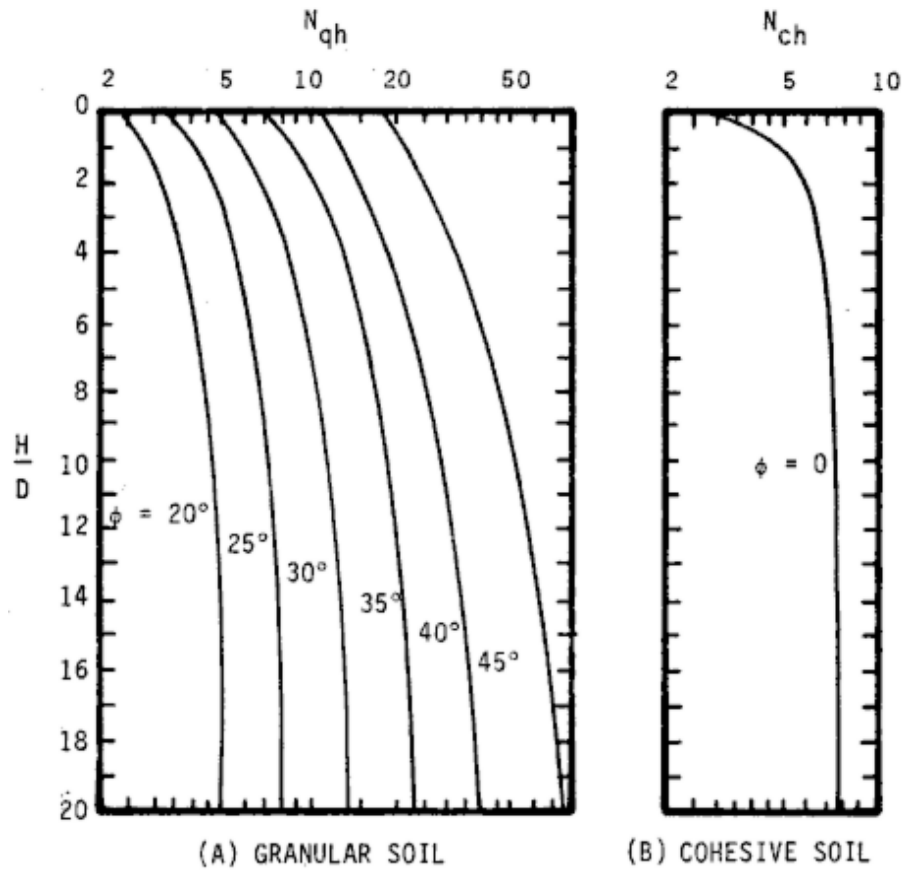 N_qh
2 5 10 20 50
0
2
4
6
8
10
12
14
16
18
20
H
D
φ = 20°
25°
30°
35°
40°
45°
(A) GRANULAR SOIL
N_ch
2 5 10
φ = 0
(B) COHESIVE SOIL